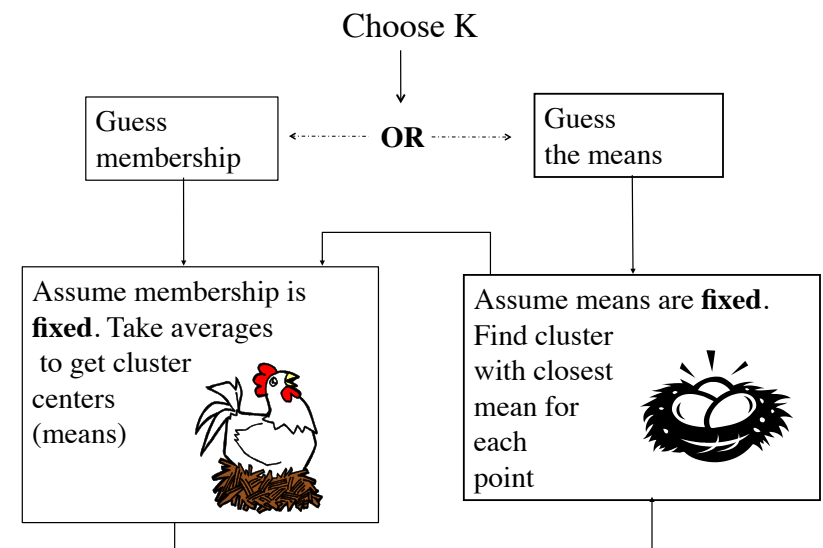 Choose K
Guess
membership
OR
Guess
the means
Assume membership is
fixed. Take averages
to get cluster
centers
(means)
Assume means are fixed.
Find cluster
with closest
mean for
each
point